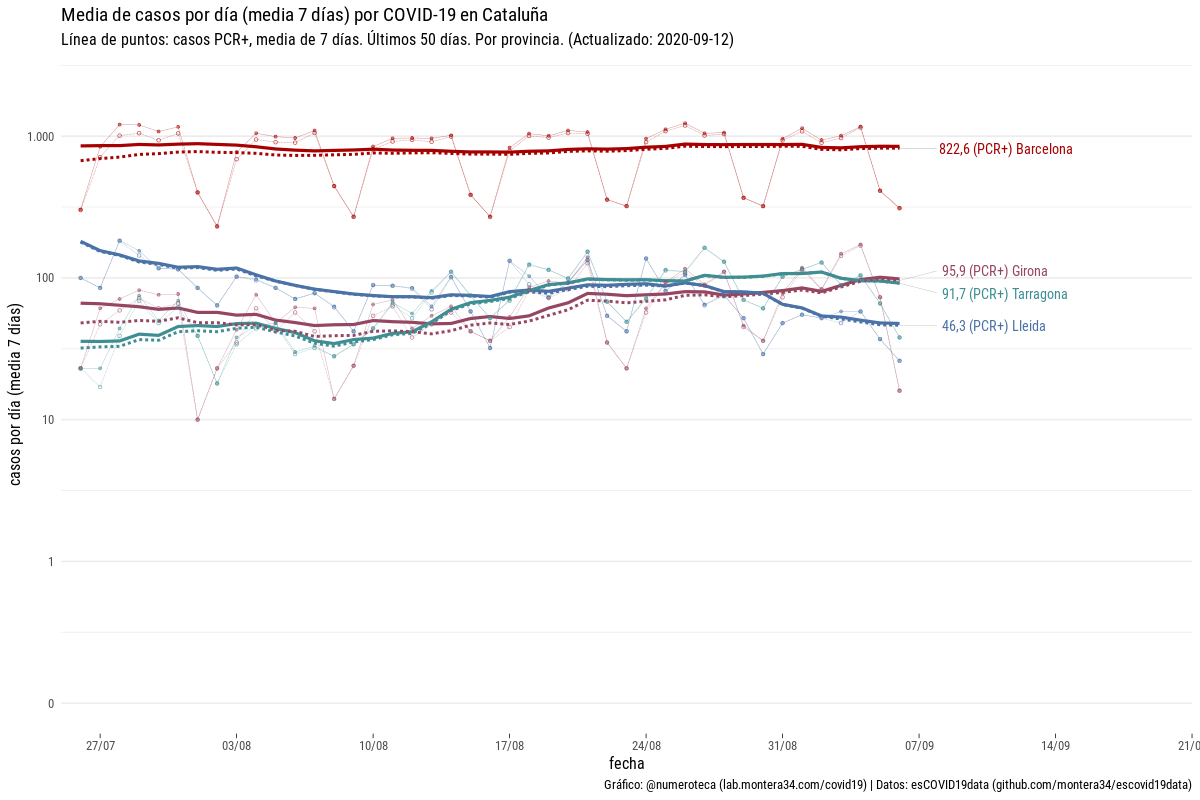 Media de casos por día (media 7 días) por COVID-19 en Cataluña
Línea de puntos: casos PCR+, media de 7 días. Últimos 50 días. Por provincia. (Actualizado: 2020-09-12)
casos por día (media 7 días)
1.000
100
10
1
0
822,6 (PCR+) Barcelona
95,9 (PCR+) Girona
91,7 (PCR+) Tarragona
46,3 (PCR+) Lleida
27/07
03/08
10/08
17/08
24/08
31/08
07/09
14/09
21/0
fecha
Gráfico: @numeroteca (lab.montera34.com/covid19) | Datos: esCOVID19data (github.com/montera34/escovid19data)